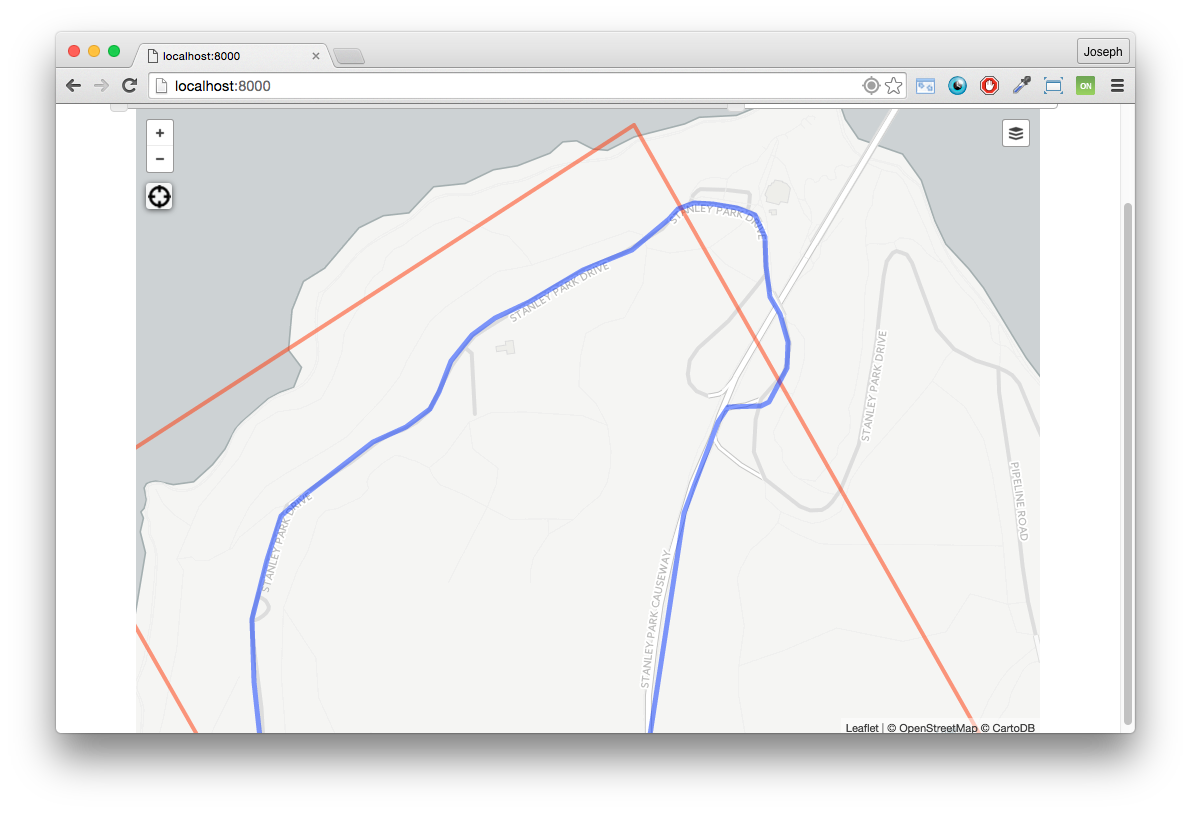 localhost:8000
Joseph
localhost:8000
ON
+
−
STANLEY PARK DRIVE
STANLEY PARK DRIVE
STANLEY PARK DRIVE
STANLEY PARK DRIVE
PIPELINE ROAD
STANLEY PARK CAUSEWAY
Leaflet | © OpenStreetMap © CartoDB